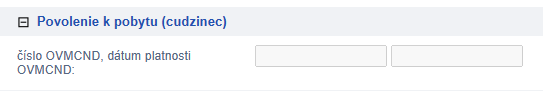 Povolenie k pobytu (cudzinec)
číslo OVMCND, dátum platnosti
OVMCND: